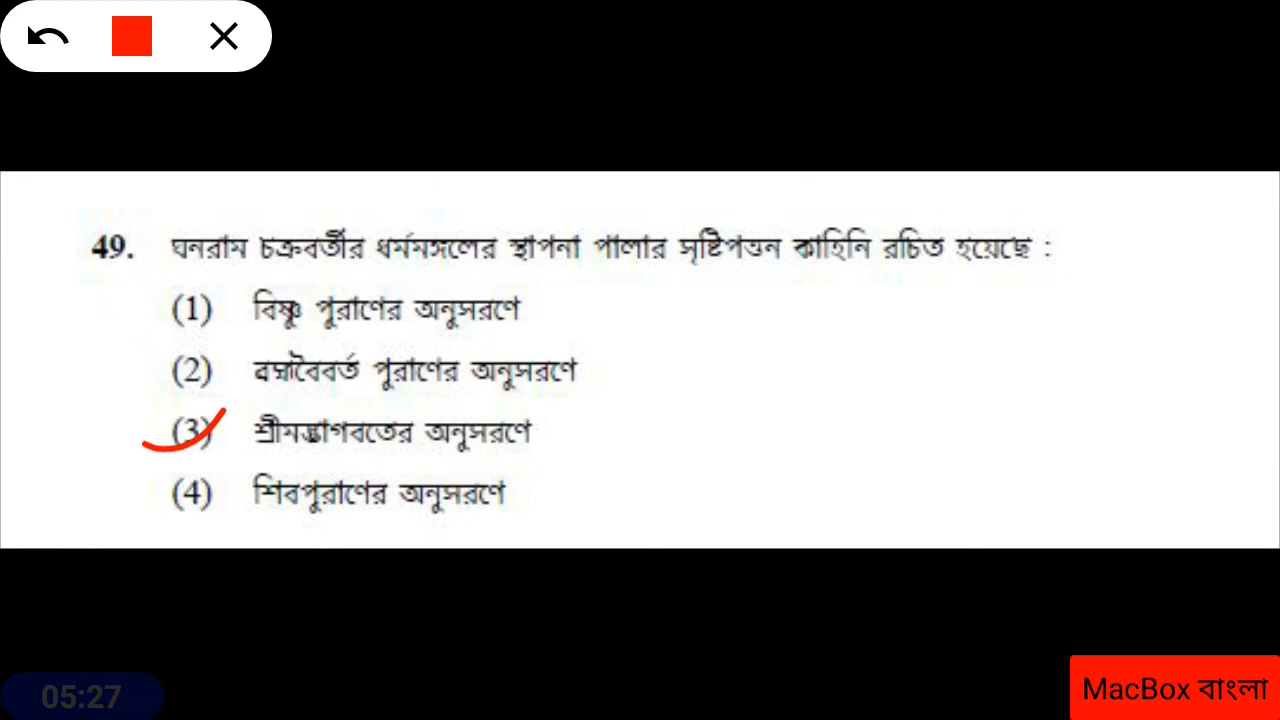 49. ঘনরাম চক্রবর্তীর ধর্মমঙ্গলের স্থাপনা পালার সৃষ্টিপত্তন কাহিনি রচিত হয়েছে :
(1) বিষ্ণু পুরাণের অনুসরণে
(2) ব্রহ্মবৈবর্ত পুরাণের অনুসরণে
(3) শ্রীমদ্ভাগবতের অনুসরণে
(4) শিবপুরাণের অনুসরণে
05:27
MacBox বাংলা